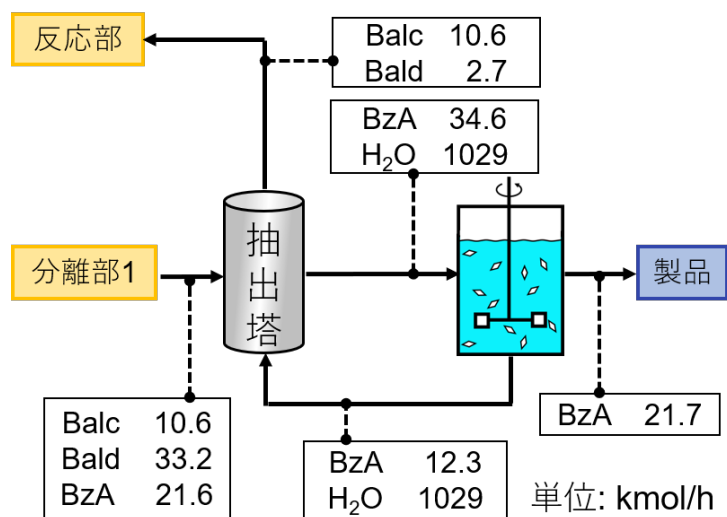 反応部
Balc 10.6
Bald 2.7
BzA 34.6
H₂O 1029
分離部1
抽出塔
製品
Balc 10.6
Bald 33.2
BzA 21.6
BzA 12.3
H₂O 1029
BzA 21.7
単位: kmol/h